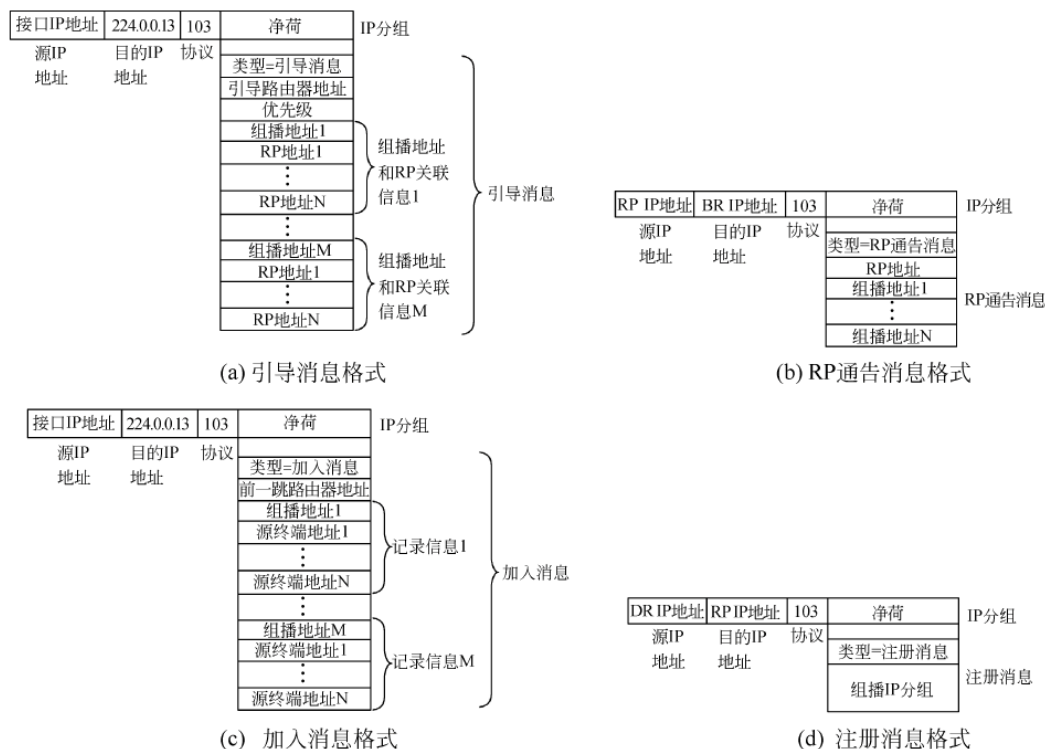 接口IP地址 224.0.0.13 103 净荷 IP分组
源IP地址 目的IP地址 协议
类型=引导消息
引导路由器地址
优先级
组播地址1
RP地址1
⋮
RP地址N
组播地址和RP关联信息1
⋮
组播地址M
RP地址1
⋮
RP地址N
组播地址和RP关联信息M
引导消息
(a) 引导消息格式
RP IP地址 BR IP地址 103 净荷 IP分组
源IP地址 目的IP地址 协议
类型=RP通告消息
RP地址
组播地址1
⋮
组播地址N
RP通告消息
(b) RP通告消息格式
接口IP地址 224.0.0.13 103 净荷 IP分组
源IP地址 目的IP地址 协议
类型=加入消息
前一跳路由器地址
组播地址1
源终端地址1
⋮
源终端地址N
记录信息1
⋮
组播地址M
源终端地址1
⋮
源终端地址N
记录信息M
加入消息
(c) 加入消息格式
DR IP地址 RP IP地址 103 净荷 IP分组
源IP地址 目的IP地址 协议
类型=注册消息
组播IP分组
注册消息
(d) 注册消息格式